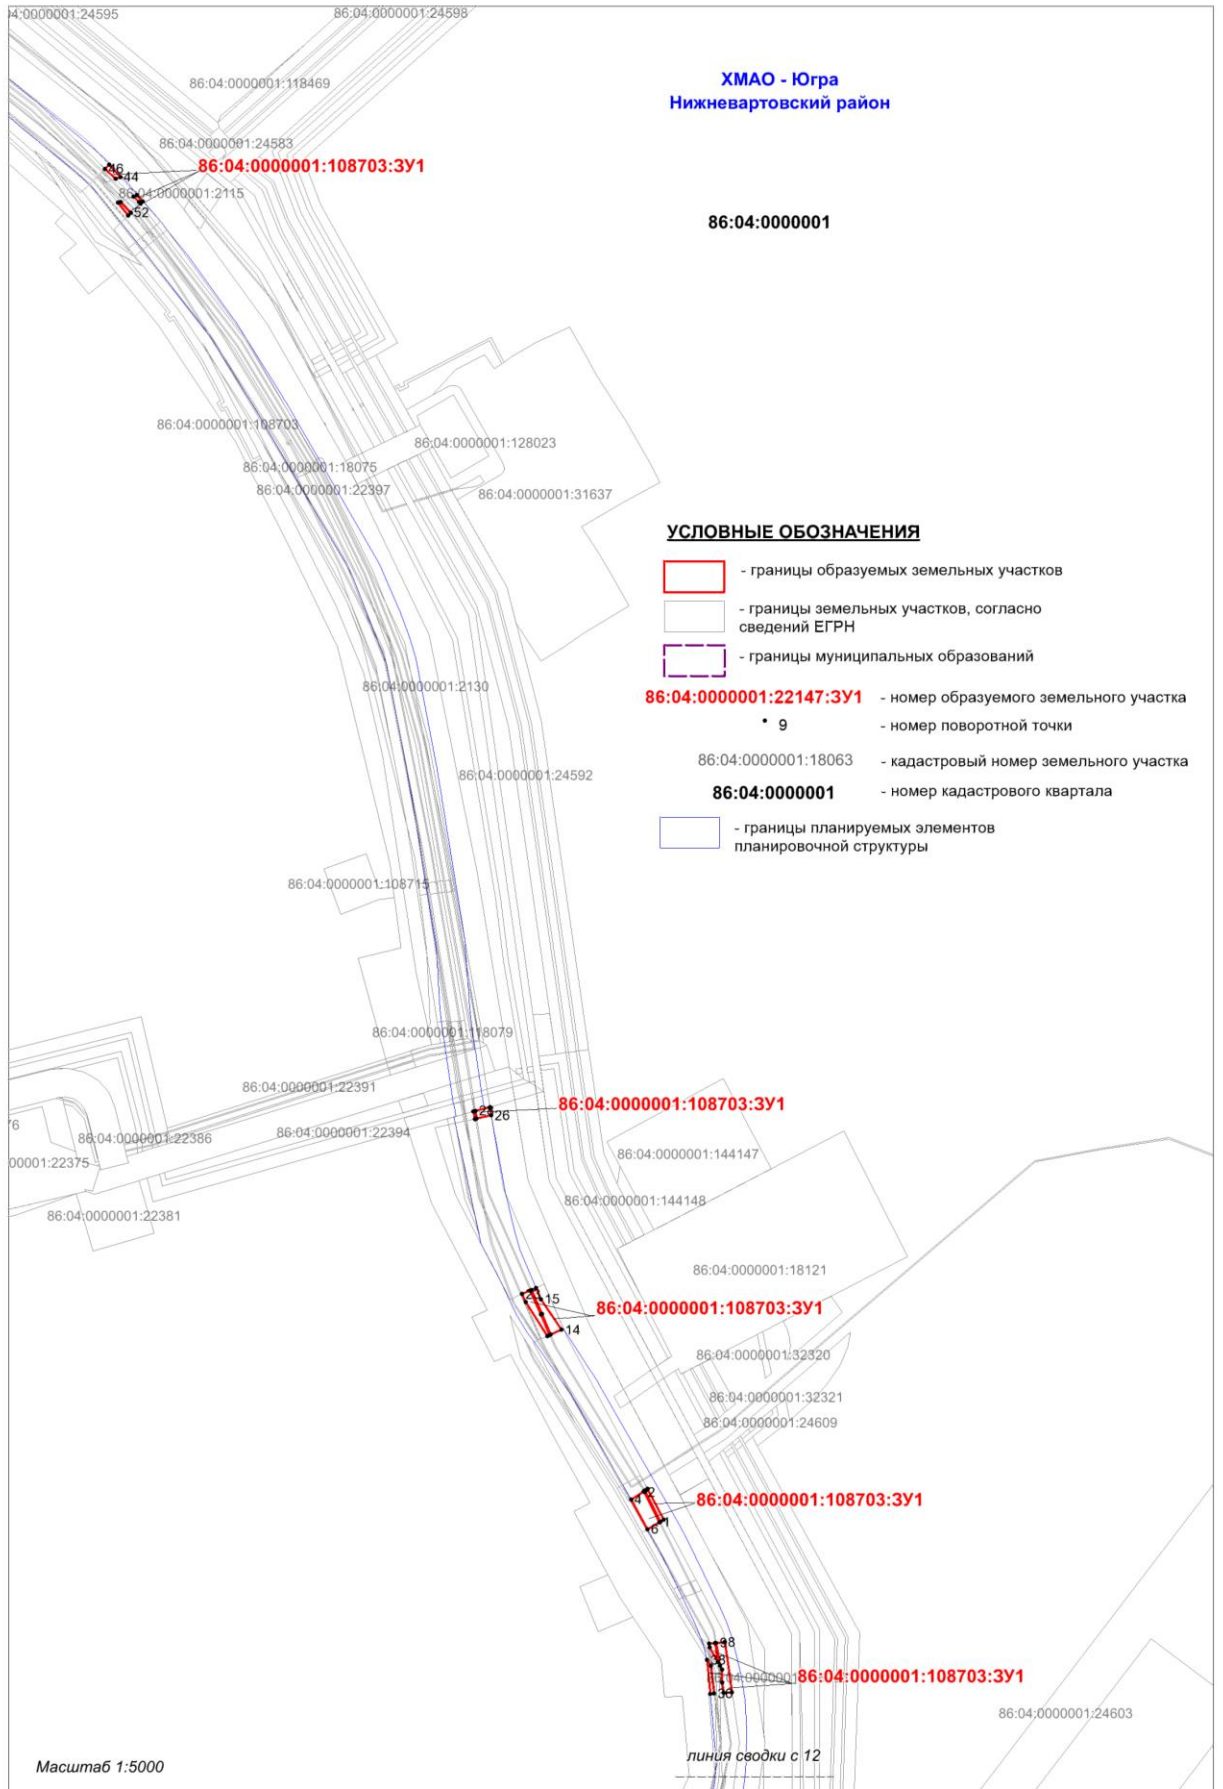 04:0000001:24595
86:04:0000001:24598
86:04:0000001:118469
ХМАО - Югра
Нижневартовский район
86:04:0000001:24583
46
44
86:04:0000001:108703:ЗУ1
86:04:0000001:2115
52
86:04:0000001
86:04:0000001:108703
86:04:0000001:128023
86:04:0000001:18075
86:04:0000001:22397
86:04:0000001:31637
УСЛОВНЫЕ ОБОЗНАЧЕНИЯ
- границы образуемых земельных участков
- границы земельных участков, согласно
сведений ЕГРН
- границы муниципальных образований
86:04:0000001:22147:ЗУ1 - номер образуемого земельного участка
9 - номер поворотной точки
86:04:0000001:18063 - кадастровый номер земельного участка
86:04:0000001 - номер кадастрового квартала
- границы планируемых элементов
планировочной структуры
86:04:0000001:2130
86:04:0000001:24592
86:04:0000001:108715
86:04:0000001:118079
86:04:0000001:22391
86:04:0000001:108703:ЗУ1
26
76
86:04:0000001:22386
86:04:0000001:22394
86:04:0000001:144147
0000001:22375
86:04:0000001:144148
86:04:0000001:22381
86:04:0000001:18121
15
86:04:0000001:108703:ЗУ1
14
86:04:0000001:32320
86:04:0000001:32321
86:04:0000001:24609
2
4
86:04:0000001:108703:ЗУ1
1
6
86:04:0000001:108703:ЗУ1
86:04:0000001:24603
Масштаб 1:5000
линия сводки с 12